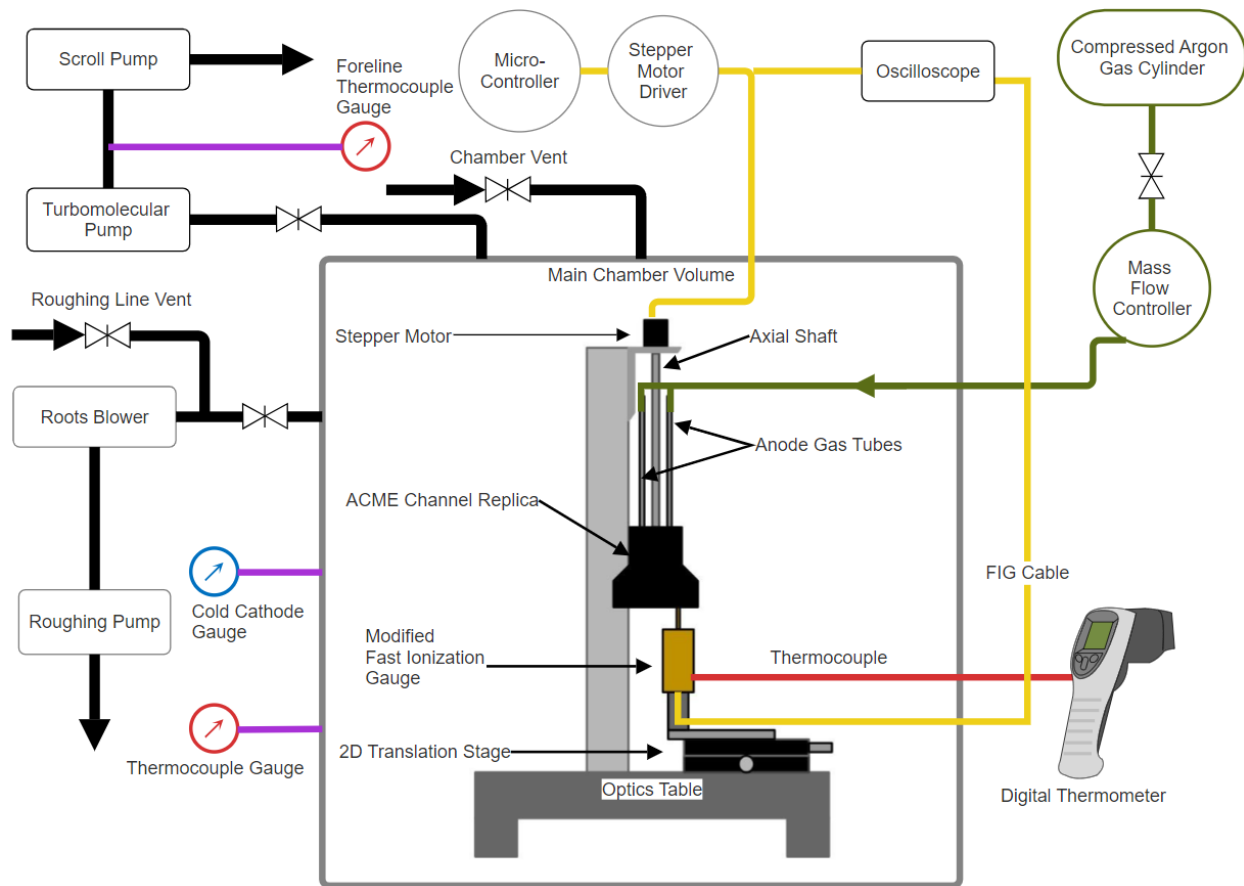 Scroll Pump
Foreline
Thermocouple
Gauge
Micro-
Controller
Stepper
Motor
Driver
Oscilloscope
Compressed Argon
Gas Cylinder
Chamber Vent
Turbomolecular
Pump
Main Chamber Volume
Mass
Flow
Controller
Roughing Line Vent
Stepper Motor
Axial Shaft
Roots Blower
Anode Gas Tubes
ACME Channel Replica
FIG Cable
Cold Cathode
Gauge
Roughing Pump
Modified
Fast Ionization
Gauge
Thermocouple
2D Translation Stage
Thermocouple Gauge
Optics Table
Digital Thermometer